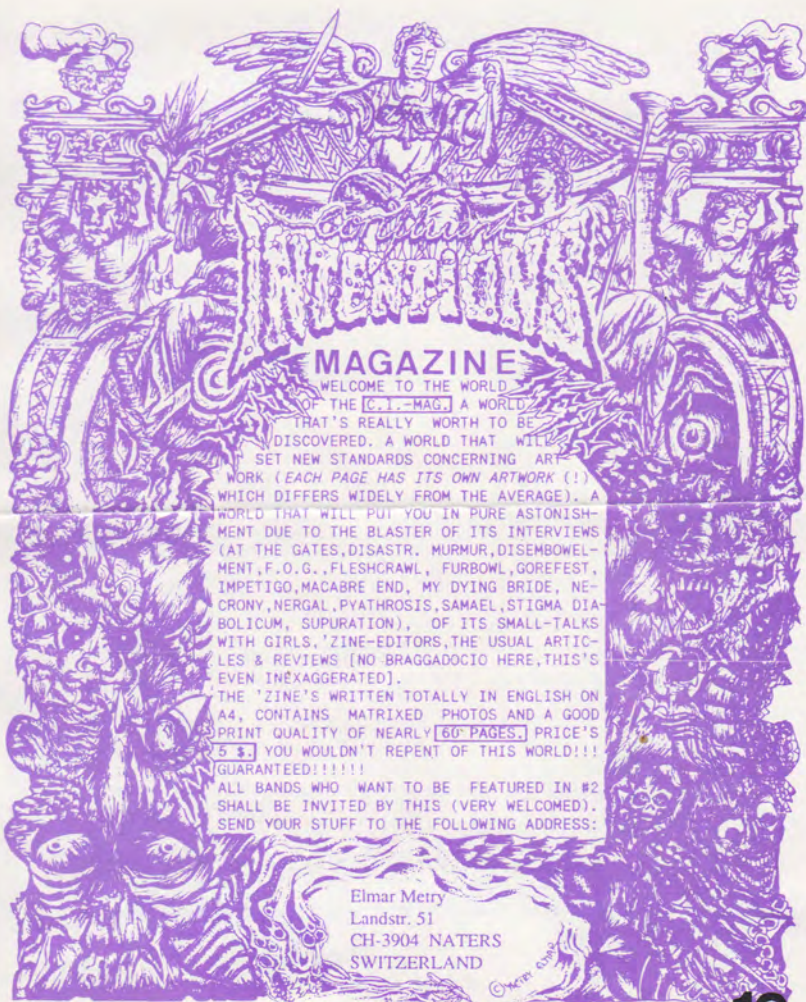 INTENTIONS
MAGAZINE
WELCOME TO THE WORLD
OF THE C.I.-MAG. A WORLD
THAT'S REALLY WORTH TO BE
DISCOVERED. A WORLD THAT WILL
SET NEW STANDARDS CONCERNING ART-
WORK (EACH PAGE HAS ITS OWN ARTWORK (!)
WHICH DIFFERS WIDELY FROM THE AVERAGE). A
WORLD THAT WILL PUT YOU IN PURE ASTONISH-
MENT DUE TO THE BLASTER OF ITS INTERVIEWS
(AT THE GATES,DISASTR. MURMUR,DISEMBOWEL-
MENT,F.O.G.,FLESHCRAWL, FURBOWL,GOREFEST,
IMPETIGO,MACABRE END, MY DYING BRIDE, NE-
CRONY,NERGAL,PYATHROSIS,SAMAEL,STIGMA DIA-
BOLICUM, SUPURATION), OF ITS SMALL-TALKS
WITH GIRLS,'ZINE-EDITORS,THE USUAL ARTIC-
LES & REVIEWS [NO BRAGGADOCIO HERE,THIS'S
EVEN INEXAGGERATED].
THE 'ZINE'S WRITTEN TOTALLY IN ENGLISH ON
A4, CONTAINS MATRIXED PHOTOS AND A GOOD
PRINT QUALITY OF NEARLY 60 PAGES. PRICE'S
5 $. YOU WOULDN'T REPENT OF THIS WORLD!!!
GUARANTEED!!!!!!
ALL BANDS WHO WANT TO BE FEATURED IN #2
SHALL BE INVITED BY THIS (VERY WELCOMED).
SEND YOUR STUFF TO THE FOLLOWING ADDRESS:
Elmar Metry
Landstr. 51
CH-3904 NATERS
SWITZERLAND
© METRY ELMAR